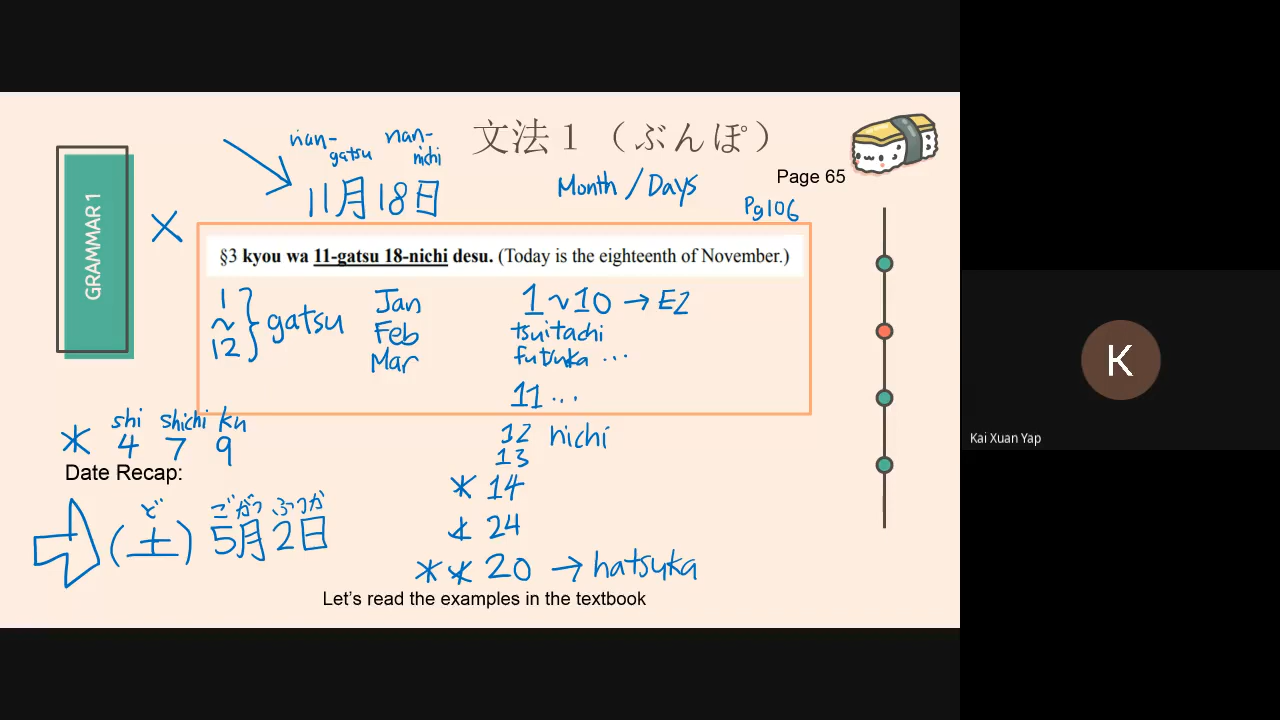 文法１（ぶんぽ）
Page 65
GRAMMAR 1
nan-gatsu nan-nichi
11月18日
Month / Days
Pg106
×
§3 kyou wa 11-gatsu 18-nichi desu. (Today is the eighteenth of November.)
1 ~ 12 } gatsu
Jan
Feb
Mar
1 ~ 10 → EZ
tsuitachi
futsuka ...
11 ...
12 nichi
13
* 14
* 24
** 20 → hatsuka
shi shichi ku
* 4 7 9
Date Recap:
ど ごがつ ふつか
(土) 5月2日
Let's read the examples in the textbook
K
Kai Xuan Yap